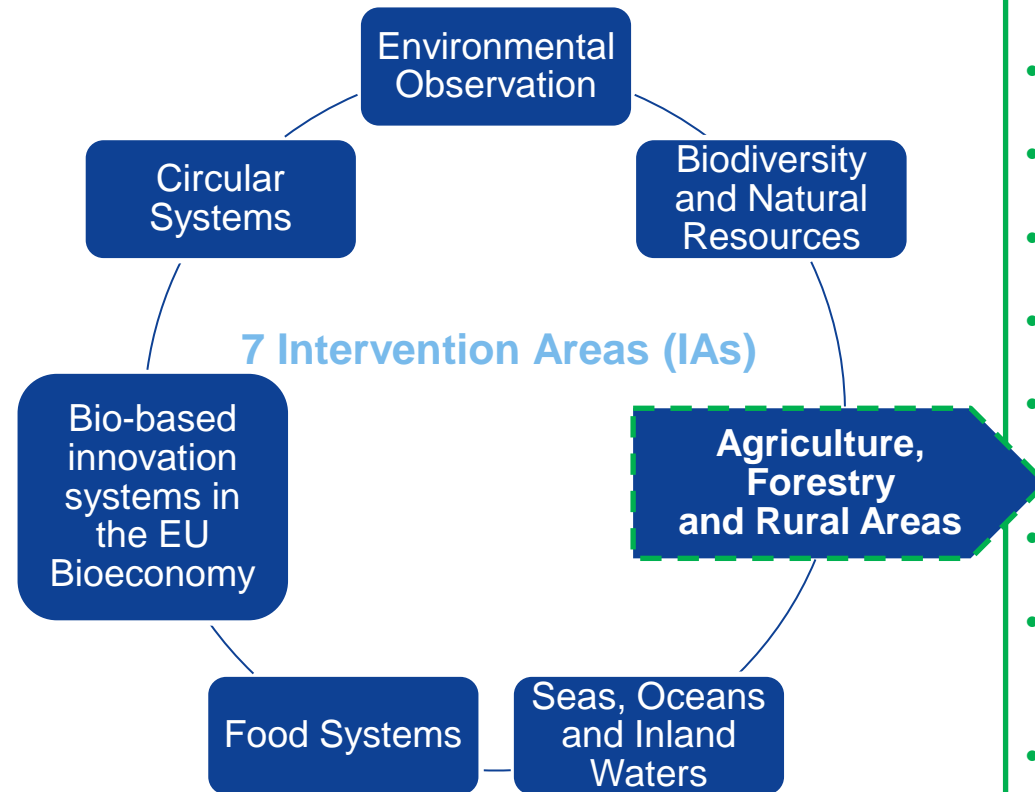 Environmental
Observation
Biodiversity
and Natural
Resources
Circular
Systems
7 Intervention Areas (IAs)
Agriculture,
Forestry
and Rural Areas
Bio-based
innovation
systems in
the EU
Bioeconomy
Seas, Oceans
and Inland
Waters
Food Systems